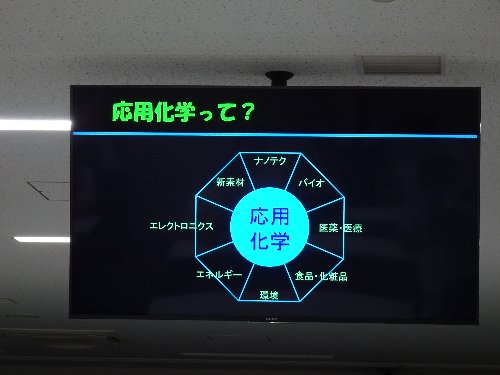 応用化学って？
ナノテク
新素材
バイオ
エレクトロニクス
応用
化学
医薬・医療
エネルギー
食品・化粧品
環境
SONY